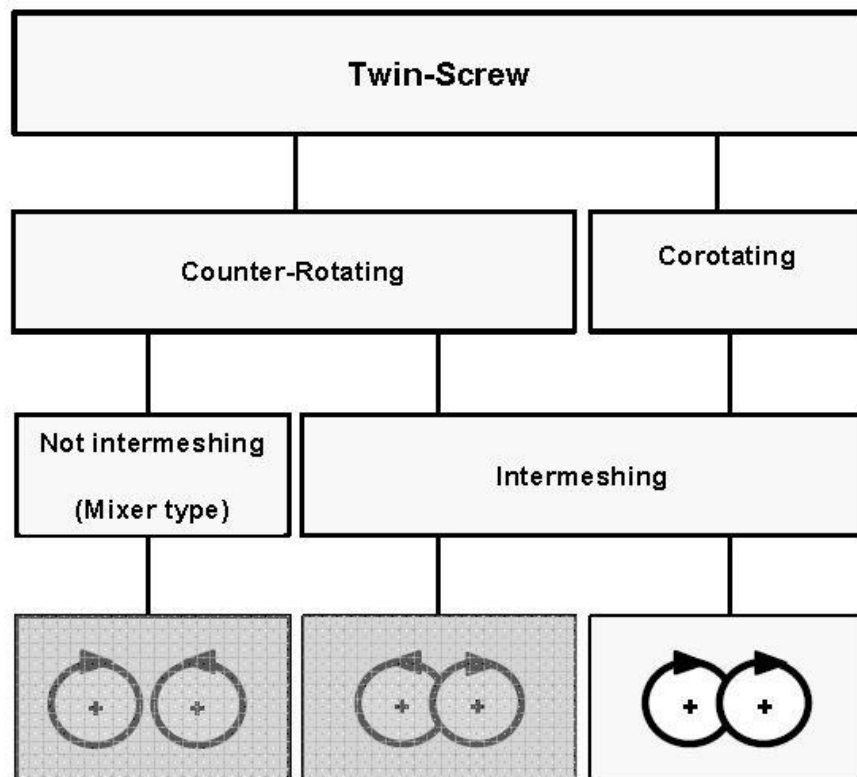 Twin-Screw
Counter-Rotating
Corotating
Not intermeshing
(Mixer type)
Intermeshing